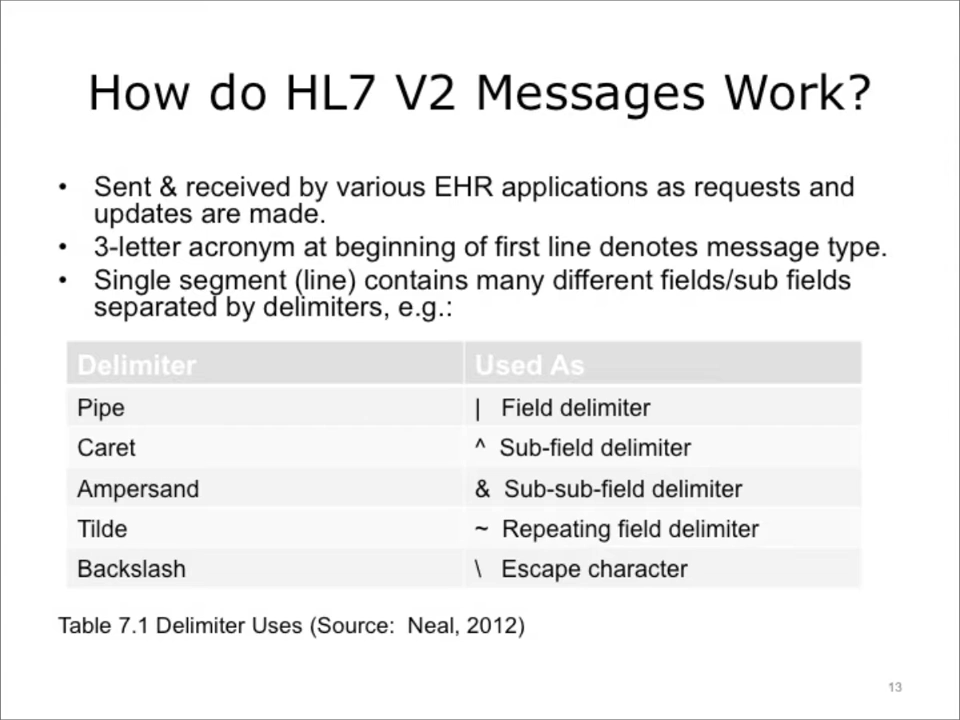 How do HL7 V2 Messages Work?
• Sent & received by various EHR applications as requests and
updates are made.
• 3-letter acronym at beginning of first line denotes message type.
• Single segment (line) contains many different fields/sub fields
separated by delimiters, e.g.:
Delimiter Used As
Pipe | Field delimiter
Caret ^ Sub-field delimiter
Ampersand & Sub-sub-field delimiter
Tilde ~ Repeating field delimiter
Backslash \ Escape character
Table 7.1 Delimiter Uses (Source: Neal, 2012)
13